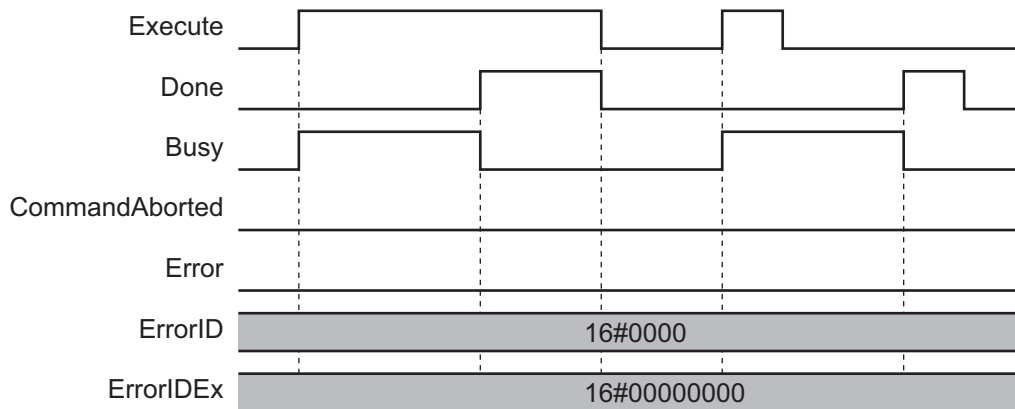 Execute
Done
Busy
CommandAborted
Error
ErrorID
16#0000
ErrorIDEx
16#00000000